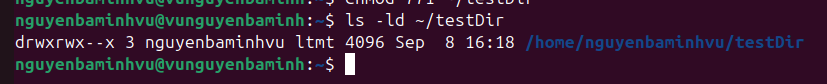 nguyenbaminhvu@vunguyenbaminh:~$ chmod 771 ~/testDir
nguyenbaminhvu@vunguyenbaminh:~$ ls -ld ~/testDir
drwxrwx--x 3 nguyenbaminhvu ltmt 4096 Sep  8 16:18 /home/nguyenbaminhvu/testDir
nguyenbaminhvu@vunguyenbaminh:~$